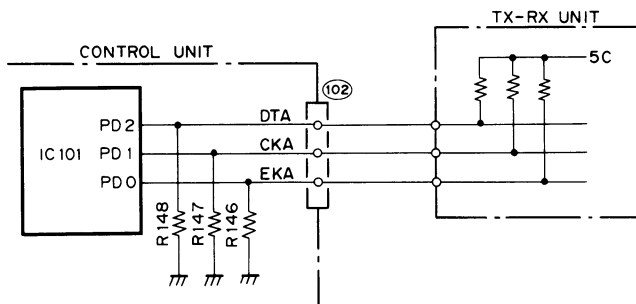 TX-RX UNIT
CONTROL UNIT
5C
102
DTA
PD2
CKA
IC101
PD1
EKA
PD0
R148
R147
R146